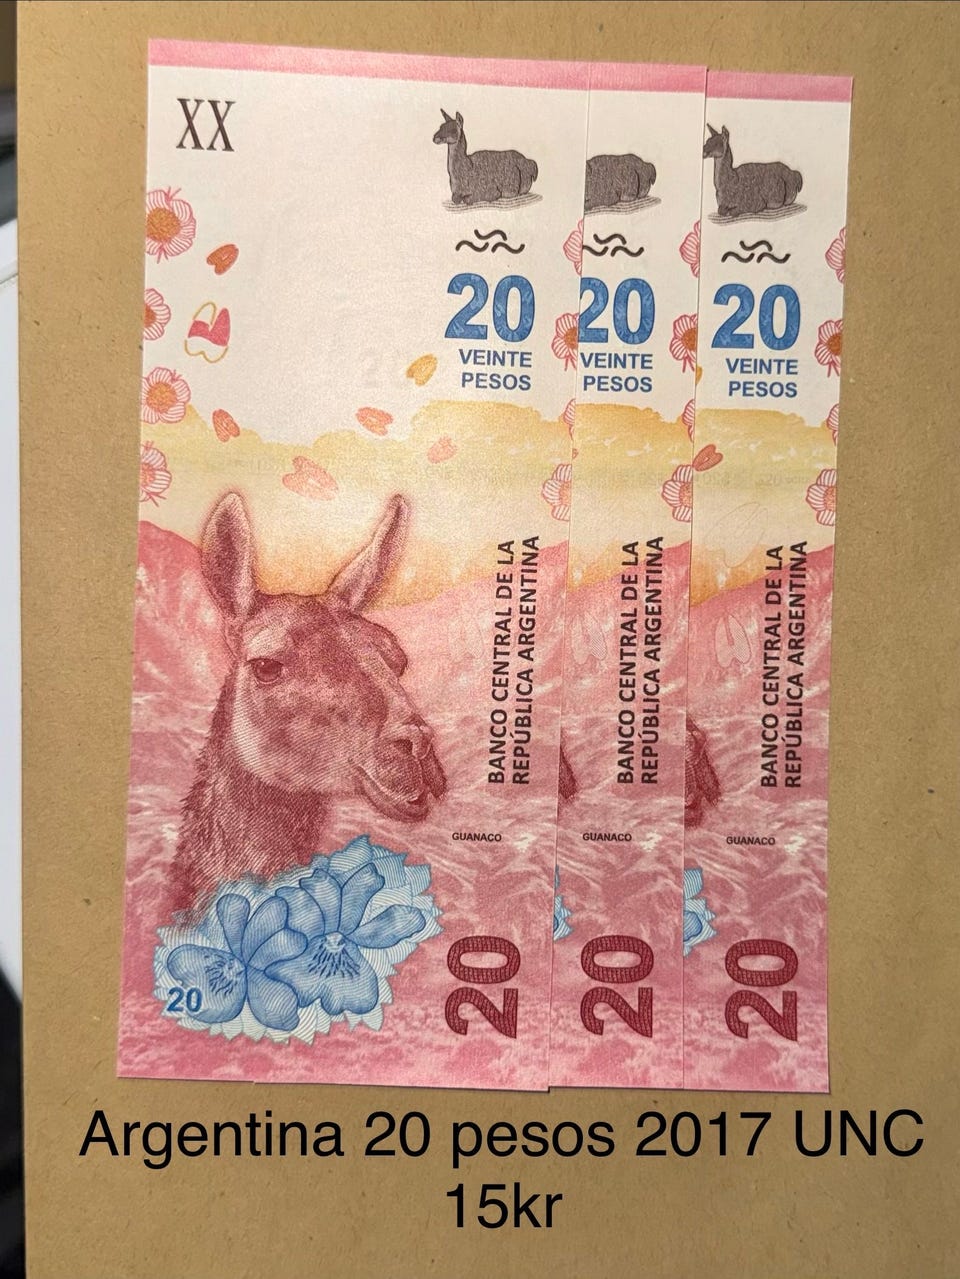 XX
20
VEINTE
PESOS
20
VEINTE
PESOS
20
VEINTE
PESOS
BANCO CENTRAL DE LA
REPÚBLICA ARGENTINA
BANCO CENTRAL DE LA
REPÚBLICA ARGENTINA
BANCO CENTRAL DE LA
REPÚBLICA ARGENTINA
GUANACO
GUANACO
GUANACO
20
20
20
20
Argentina 20 pesos 2017 UNC
15kr